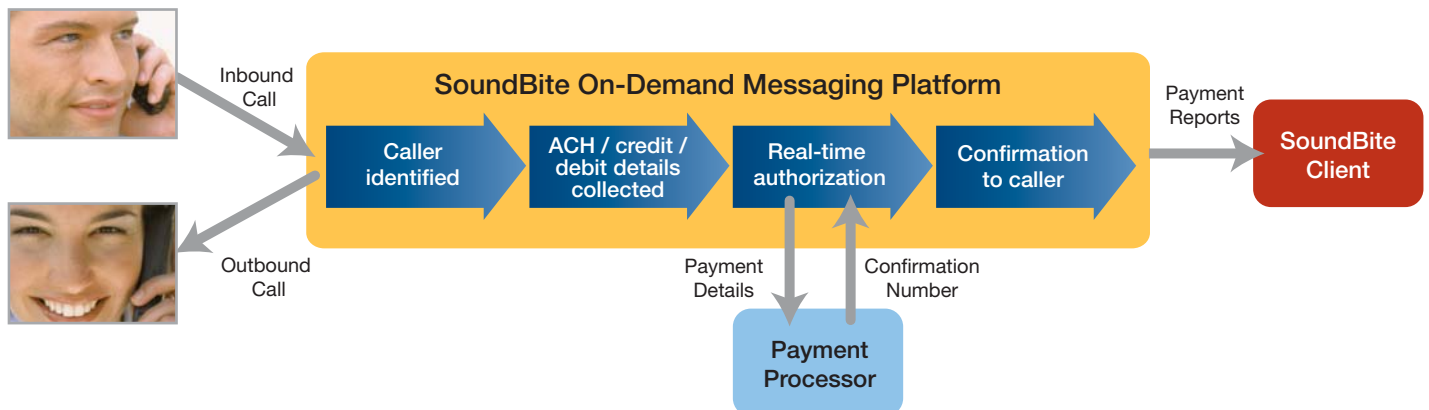 Inbound
Call
SoundBite On-Demand Messaging Platform
Caller
identified
ACH / credit /
debit details
collected
Real-time
authorization
Confirmation
to caller
Payment
Reports
SoundBite
Client
Outbound
Call
Payment
Details
Confirmation
Number
Payment
Processor